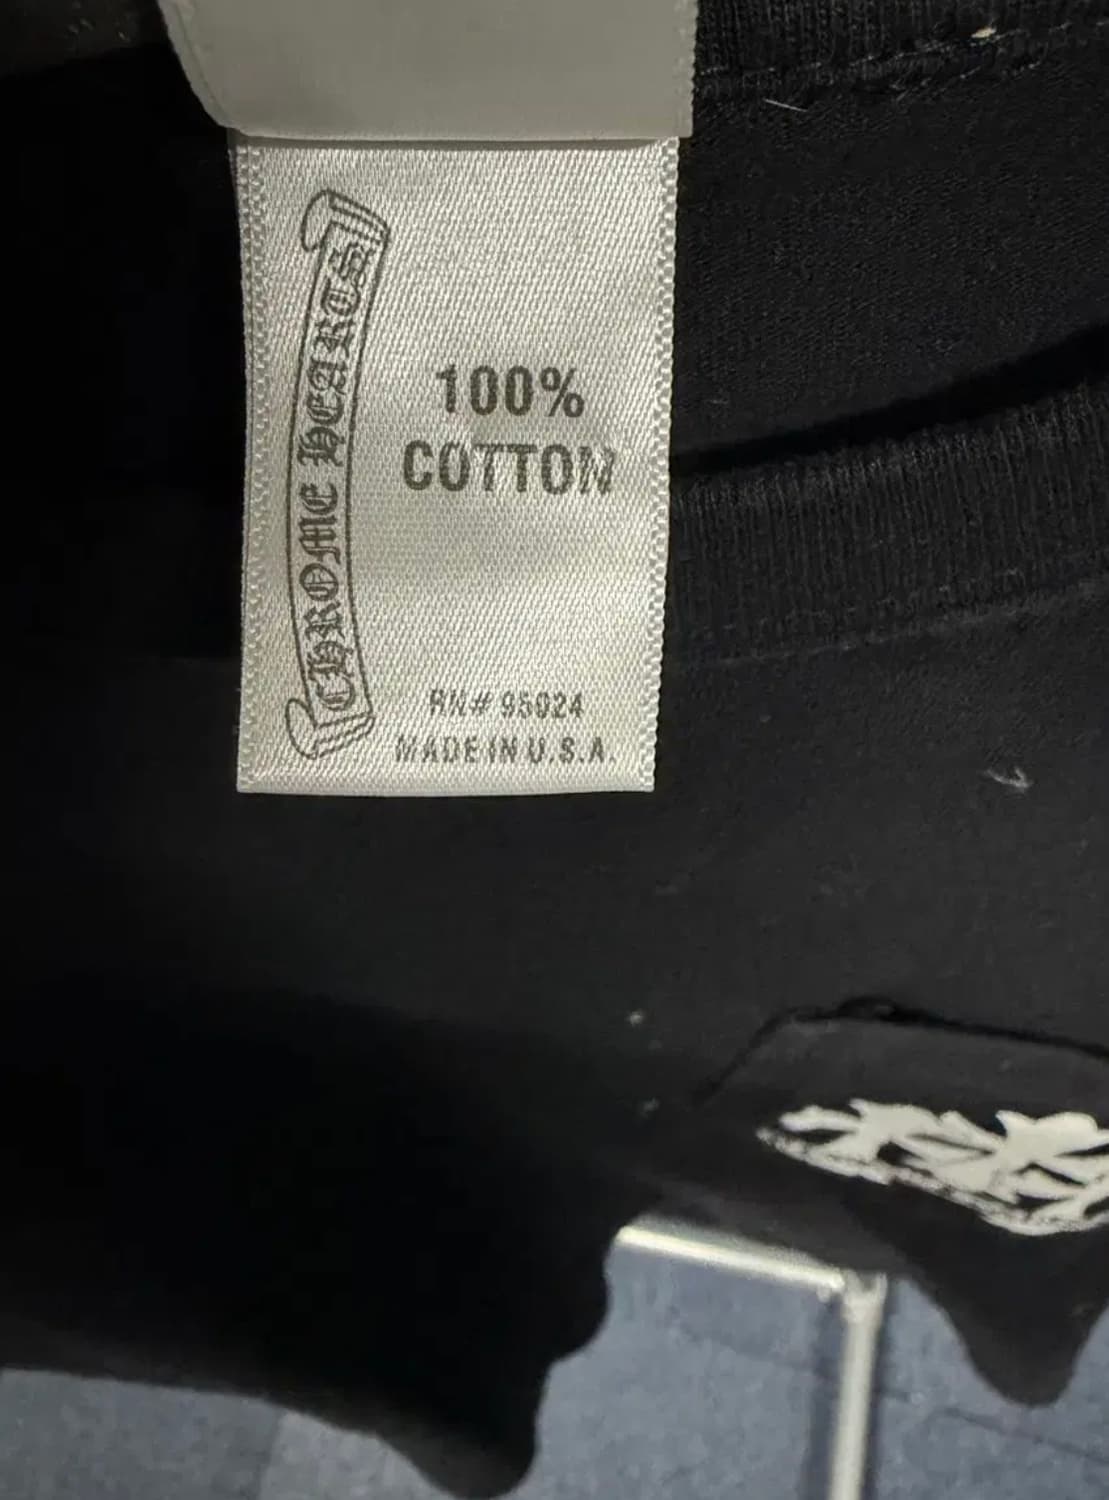 CHROME HEARTS
100%
COTTON
RN# 95024
MADE IN U.S.A.